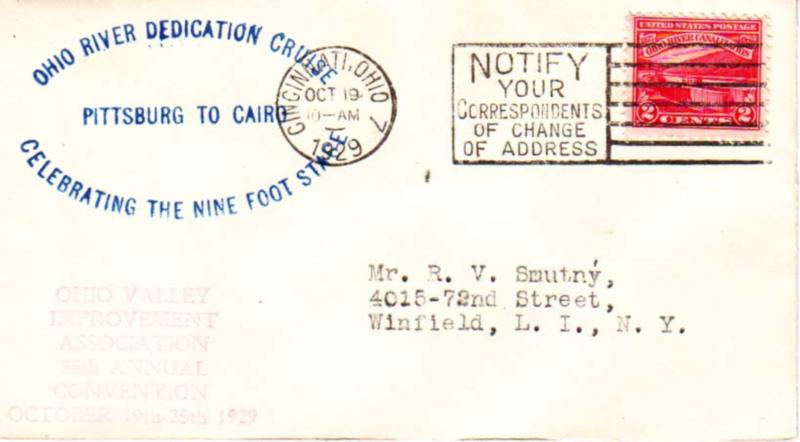 OHIO RIVER DEDICATION CRUISE
PITTSBURG TO CAIRO
CELEBRATING THE NINE FOOT STAGE
CINCINNATI, OHIO 7
OCT 19
10-AM
1929
NOTIFY
YOUR
CORRESPONDENTS
OF CHANGE
OF ADDRESS
UNITED STATES POSTAGE
OHIO RIVER CANALIZATION
2 CENTS 2
Mr. R. V. Smutný,
4015-72nd Street,
Winfield, L. I., N. Y.
OHIO VALLEY
IMPROVEMENT
ASSOCIATION
35th ANNUAL
CONVENTION
OCTOBER 19th-25th 1929